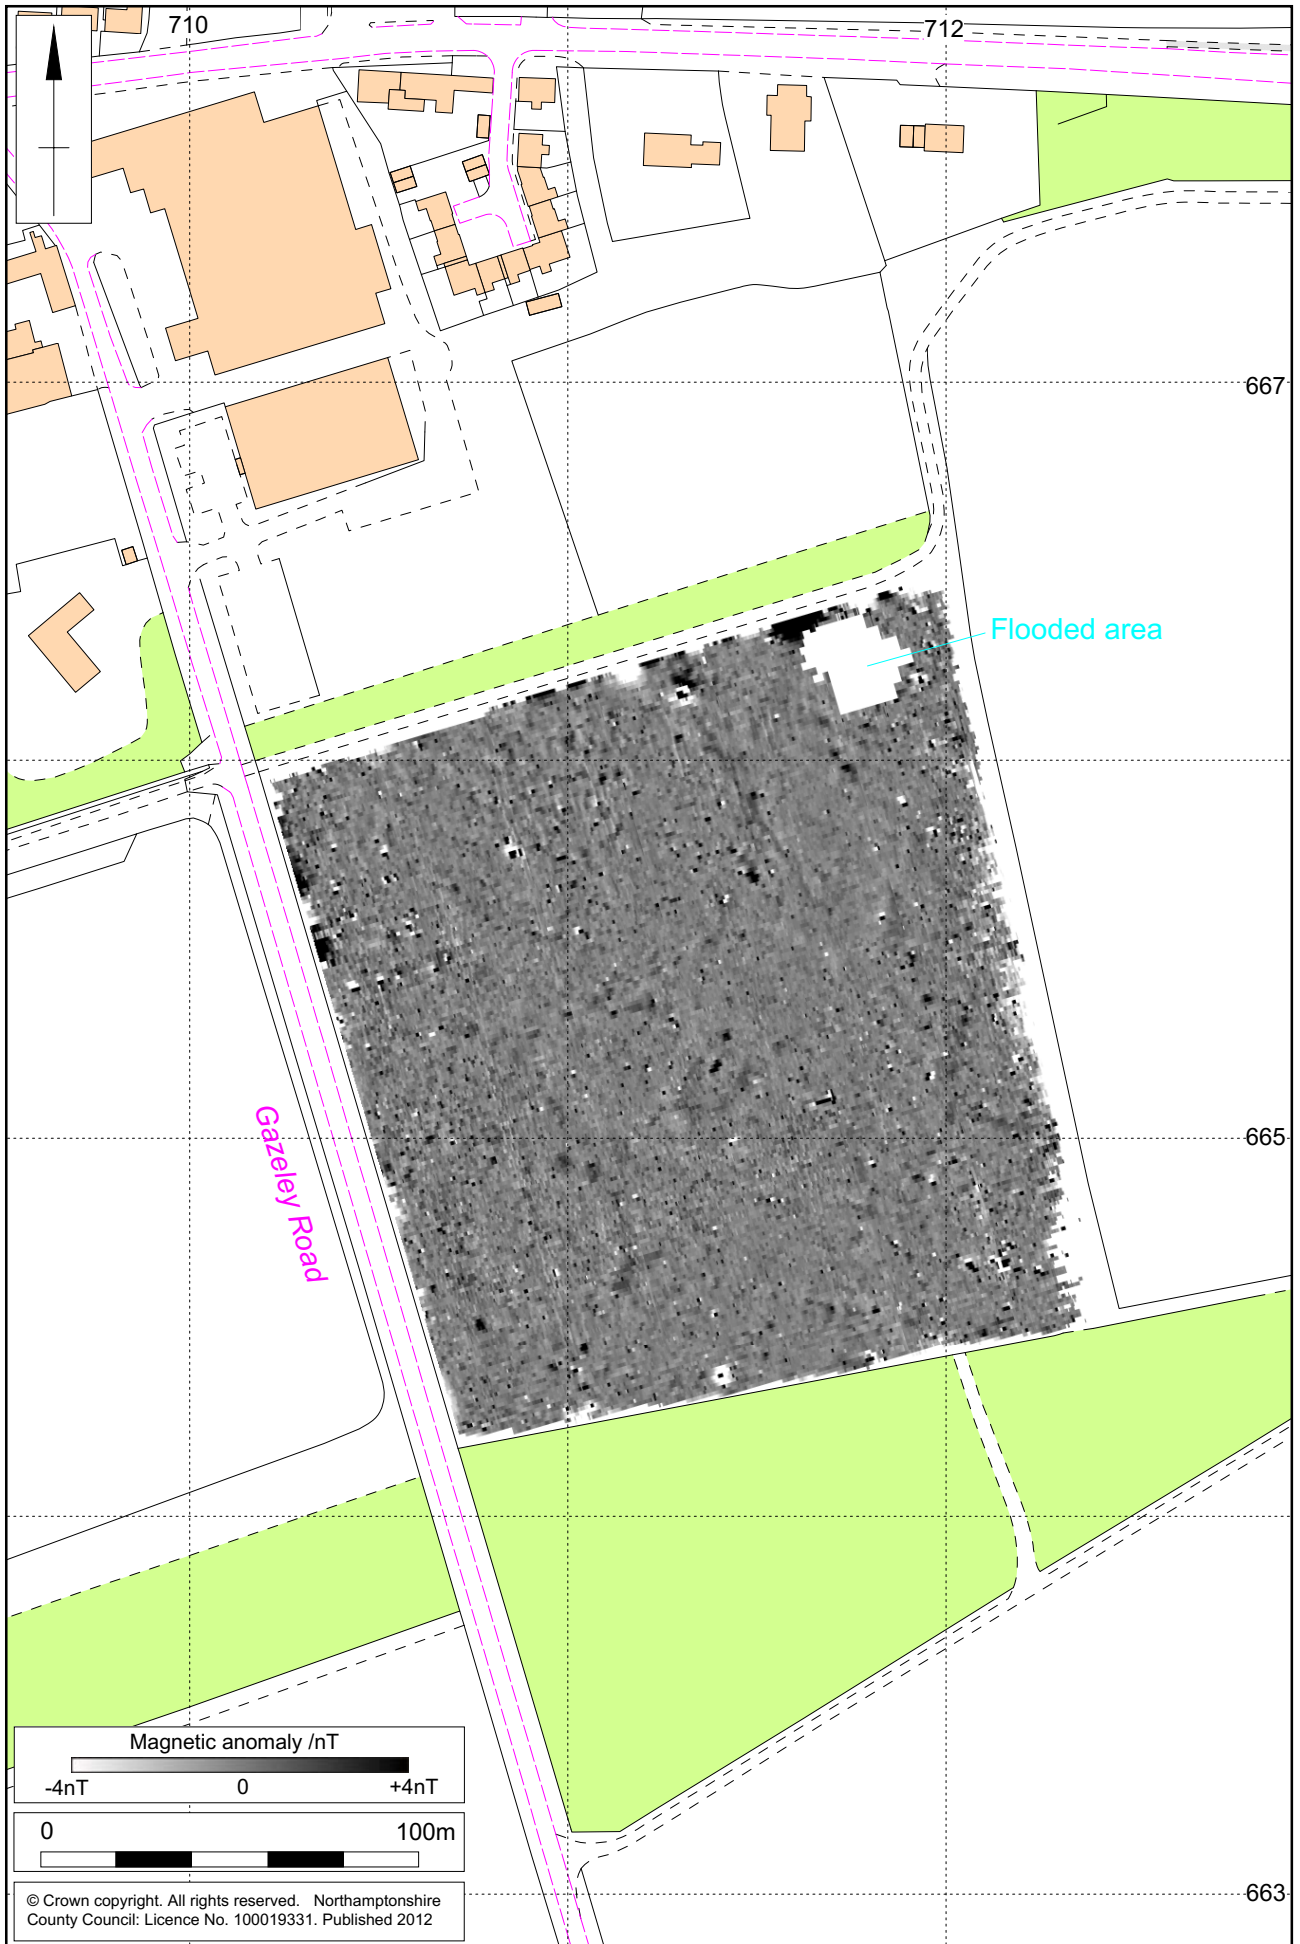 710
712
667
Flooded area
665
Gazeley Road
Magnetic anomaly /nT
-4nT 0 +4nT
0 100m
© Crown copyright. All rights reserved. Northamptonshire
County Council: Licence No. 100019331. Published 2012
663